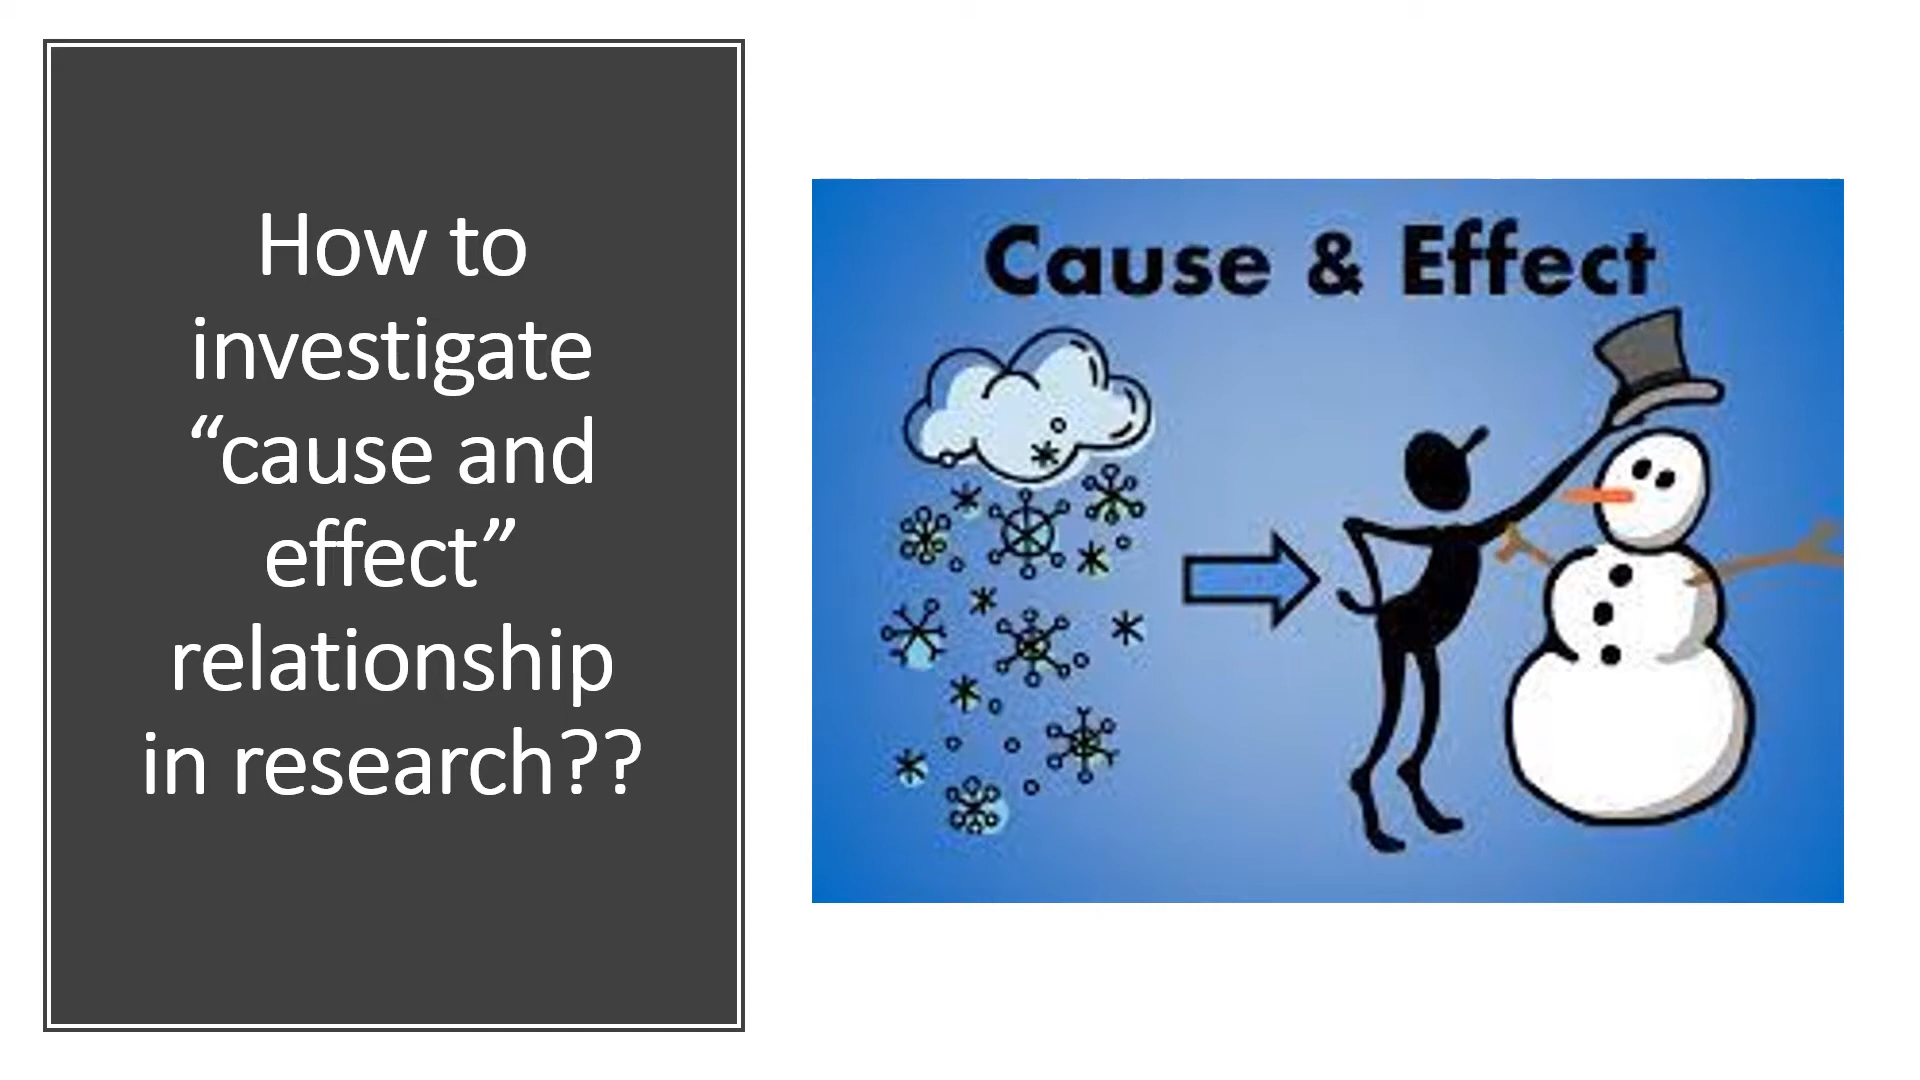 How to
investigate
“cause and
effect”
relationship
in research??
Cause & Effect